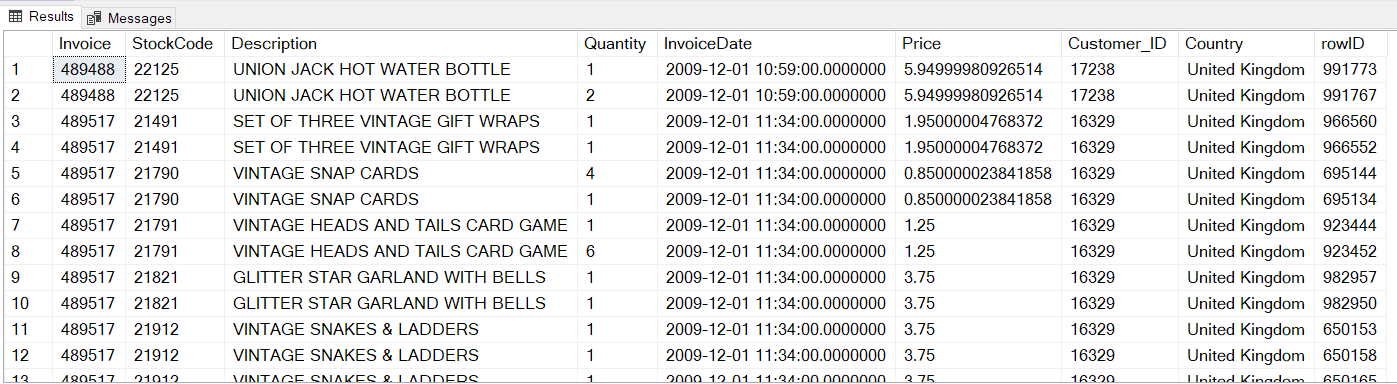 Results Messages
Invoice StockCode Description Quantity InvoiceDate Price Customer_ID Country rowID
1 489488 22125 UNION JACK HOT WATER BOTTLE 1 2009-12-01 10:59:00.0000000 5.94999980926514 17238 United Kingdom 991773
2 489488 22125 UNION JACK HOT WATER BOTTLE 2 2009-12-01 10:59:00.0000000 5.94999980926514 17238 United Kingdom 991767
3 489517 21491 SET OF THREE VINTAGE GIFT WRAPS 1 2009-12-01 11:34:00.0000000 1.95000004768372 16329 United Kingdom 966560
4 489517 21491 SET OF THREE VINTAGE GIFT WRAPS 1 2009-12-01 11:34:00.0000000 1.95000004768372 16329 United Kingdom 966552
5 489517 21790 VINTAGE SNAP CARDS 4 2009-12-01 11:34:00.0000000 0.850000023841858 16329 United Kingdom 695144
6 489517 21790 VINTAGE SNAP CARDS 1 2009-12-01 11:34:00.0000000 0.850000023841858 16329 United Kingdom 695134
7 489517 21791 VINTAGE HEADS AND TAILS CARD GAME 1 2009-12-01 11:34:00.0000000 1.25 16329 United Kingdom 923444
8 489517 21791 VINTAGE HEADS AND TAILS CARD GAME 6 2009-12-01 11:34:00.0000000 1.25 16329 United Kingdom 923452
9 489517 21821 GLITTER STAR GARLAND WITH BELLS 1 2009-12-01 11:34:00.0000000 3.75 16329 United Kingdom 982957
10 489517 21821 GLITTER STAR GARLAND WITH BELLS 1 2009-12-01 11:34:00.0000000 3.75 16329 United Kingdom 982950
11 489517 21912 VINTAGE SNAKES & LADDERS 1 2009-12-01 11:34:00.0000000 3.75 16329 United Kingdom 650153
12 489517 21912 VINTAGE SNAKES & LADDERS 1 2009-12-01 11:34:00.0000000 3.75 16329 United Kingdom 650158
13 489517 21912 VINTAGE SNAKES & LADDERS 1 2009-12-01 11:34:00.0000000 3.75 16329 United Kingdom 650165